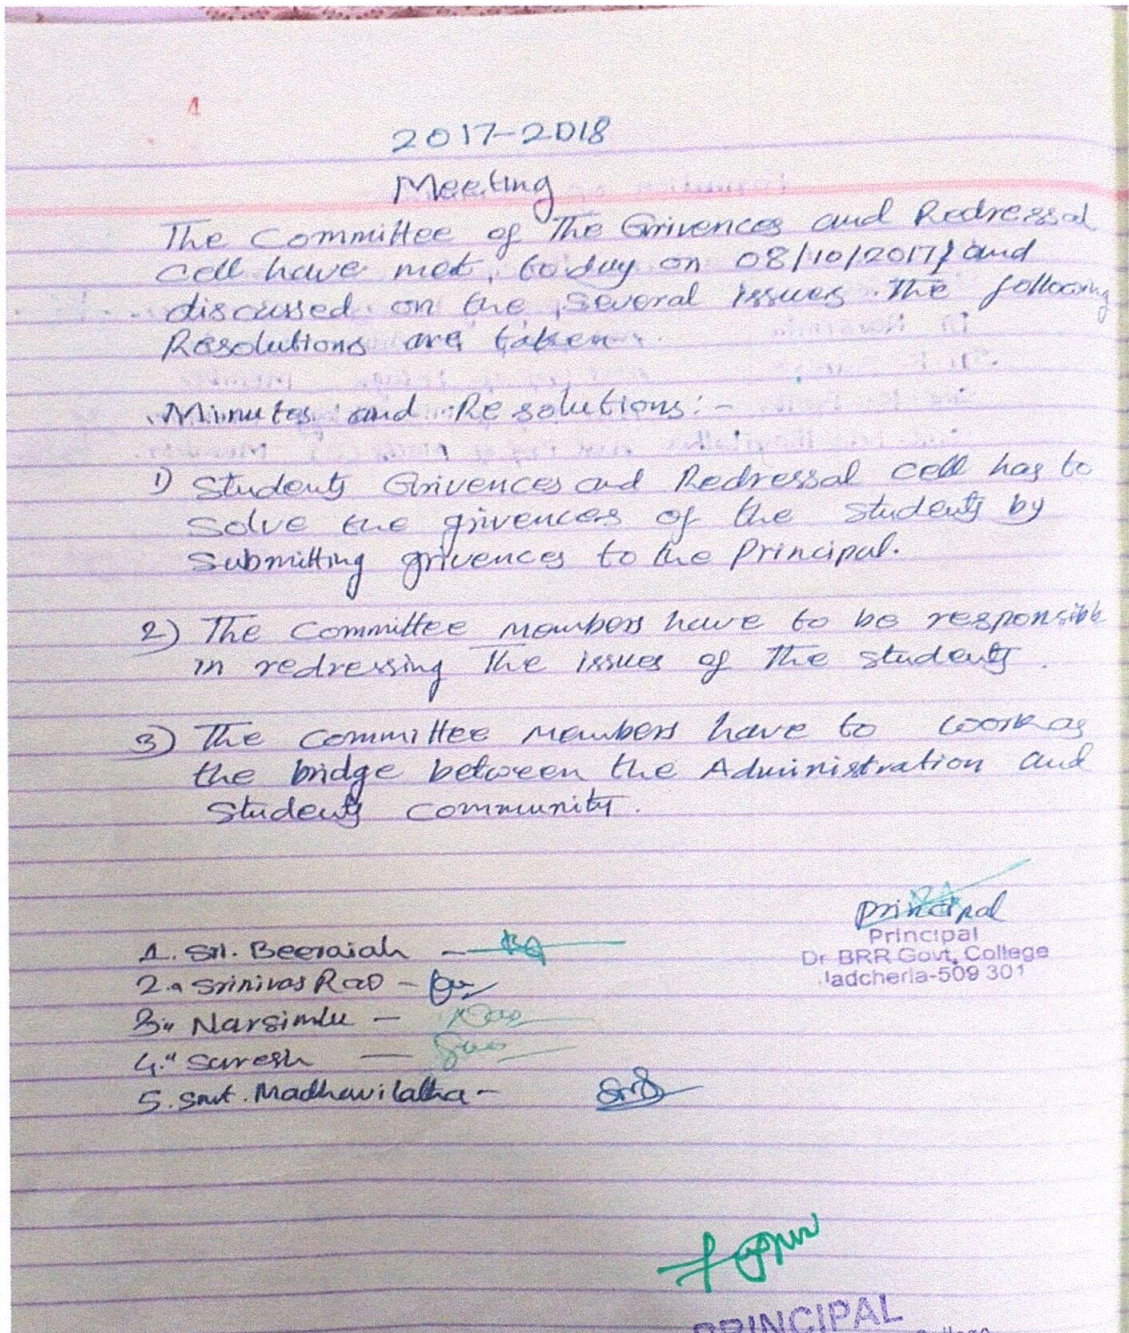 2017-2018
Meeting
The Committee of The Grivences and Redressal
Cell have met, to day on 08/10/2017 and
discussed on the several issues. The following
Resolutions are taken.
Minutes and Resolutions:-
1) Students Grivences and Redressal Cell has to
Solve the grivences of the Students by
Submitting grivences to the Principal.
2) The Committee members have to be responsible
in redressing the issues of The students.
3) The Committee Members have to work as
the bridge between the Administration and
Students Community.
Principal
Principal
Dr BRR Govt. College
Jadcherla-509 301
1. Sri. Beeraiah -
2. " Srinivas Rao -
3. " Narsimlu -
4. " Suresh -
5. Smt. Madhavilatha -
PRINCIPAL
College